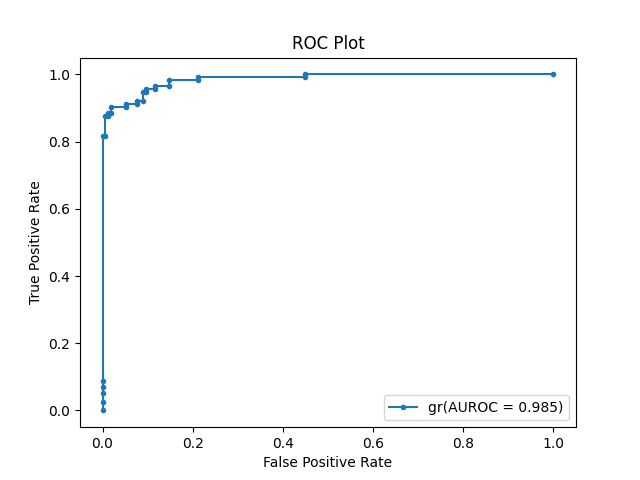 ROC Plot
True Positive Rate
1.0
0.8
0.6
0.4
0.2
0.0
gr(AUROC = 0.985)
0.0 0.2 0.4 0.6 0.8 1.0
False Positive Rate